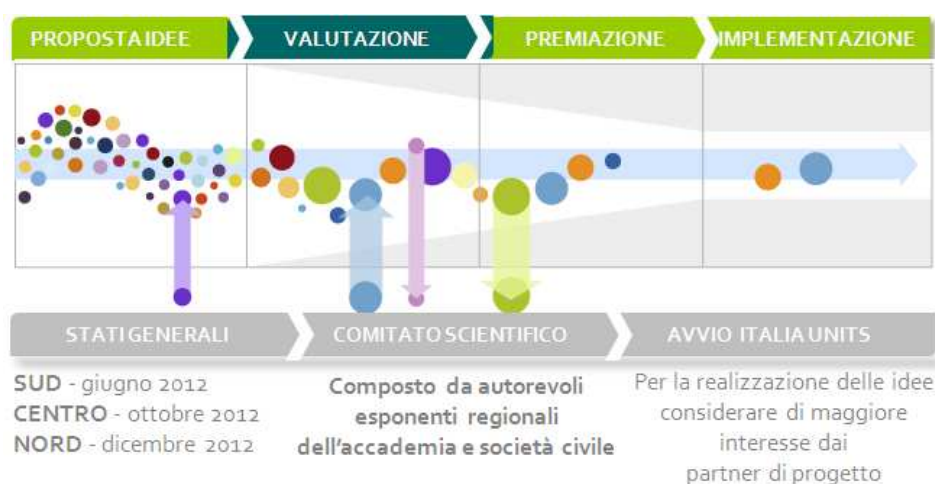 PROPOSTA IDEE
VALUTAZIONE
PREMIAZIONE
IMPLEMENTAZIONE
STATI GENERALI
COMITATO SCIENTIFICO
AVVIO ITALIA UNITS
SUD - giugno 2012
CENTRO - ottobre 2012
NORD - dicembre 2012
Composto da autorevoli
esponenti regionali
dell'accademia e società civile
Per la realizzazione delle idee
considerare di maggiore
interesse dai
partner di progetto